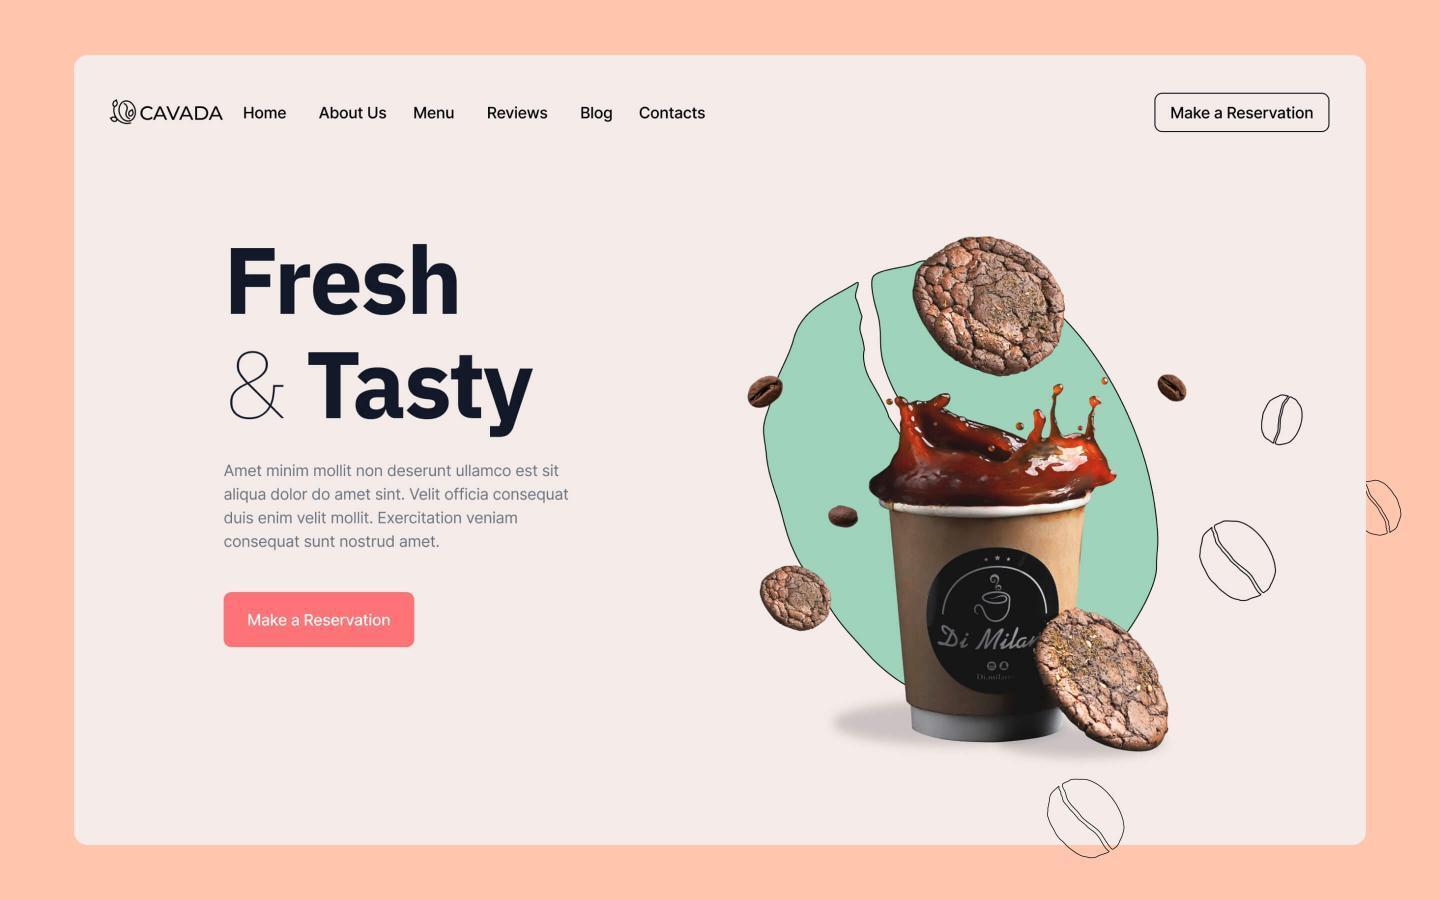 CAVADA Home About Us Menu Reviews Blog Contacts Make a Reservation
Fresh
& Tasty
Amet minim mollit non deserunt ullamco est sit
aliqua dolor do amet sint. Velit officia consequat
duis enim velit mollit. Exercitation veniam
consequat sunt nostrud amet.
Make a Reservation
Di Milan
Di.milano